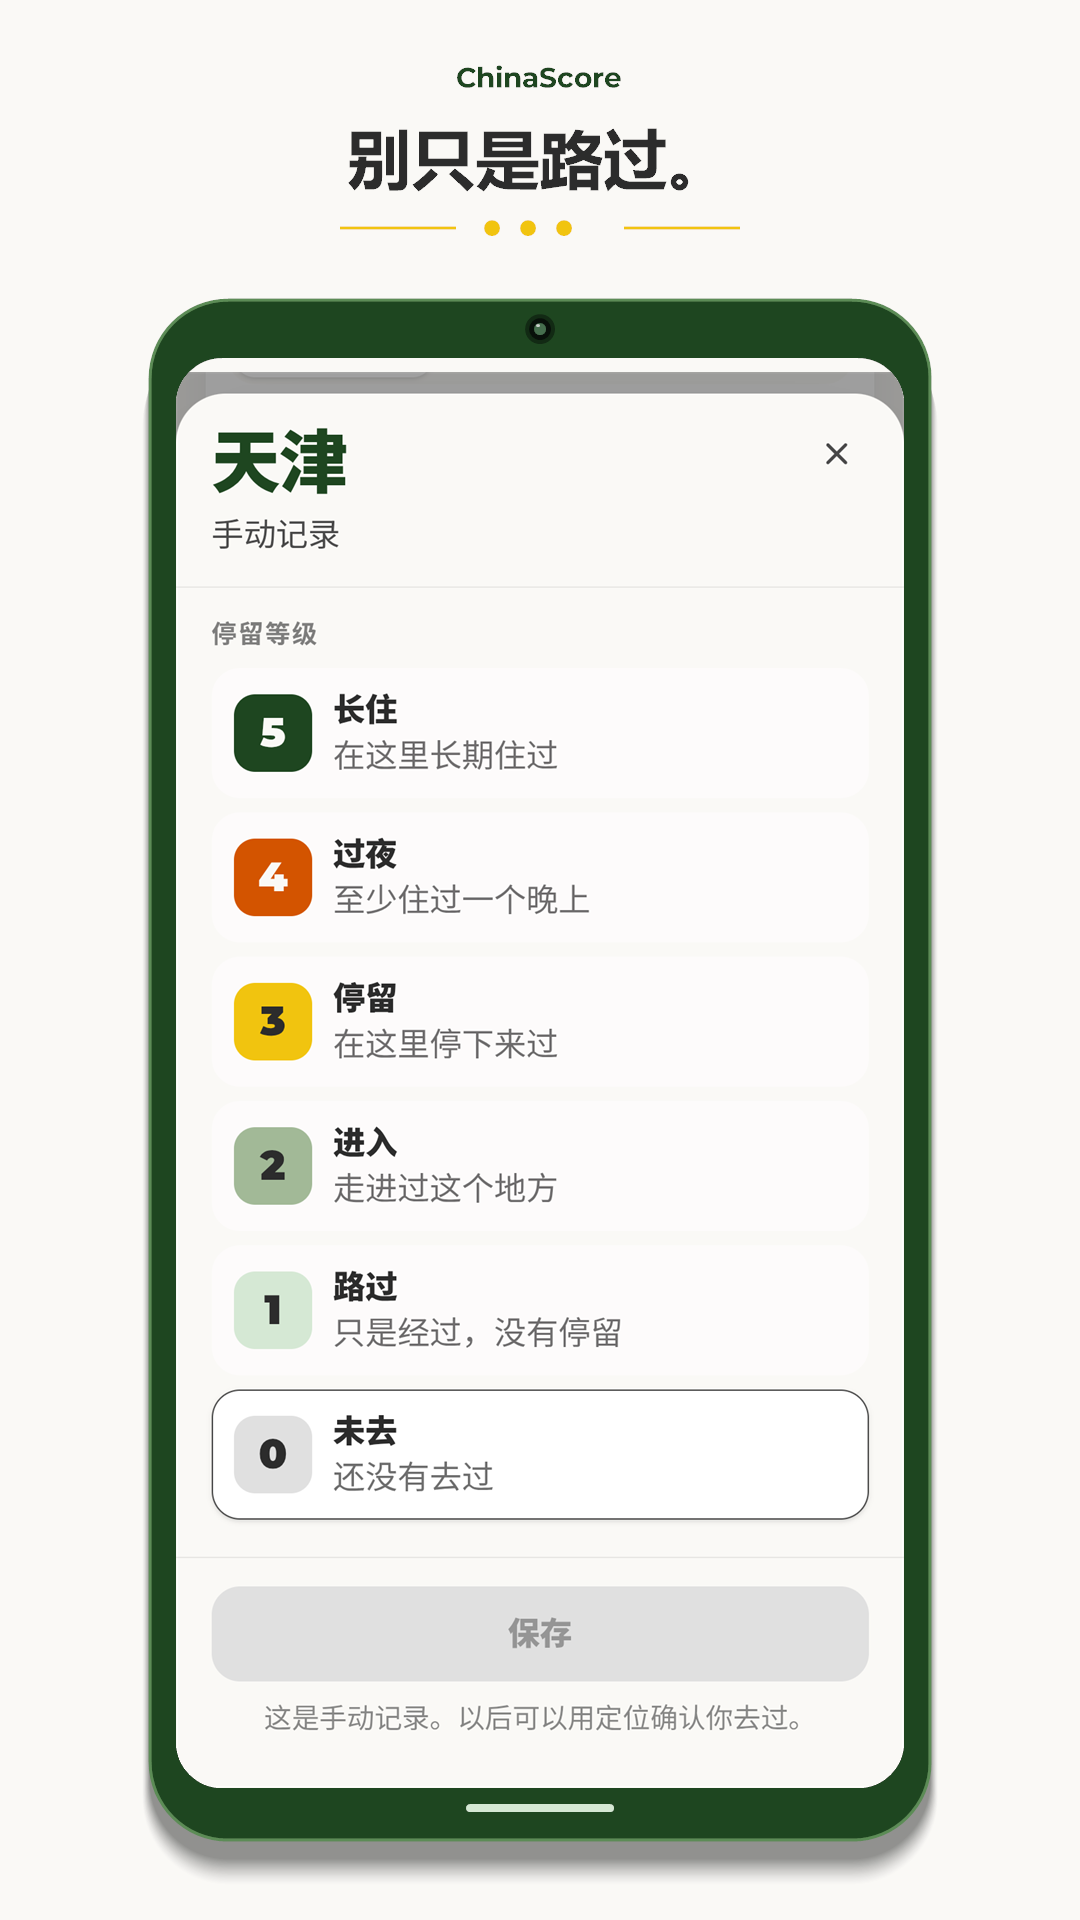 ChinaScore
别只是路过。
天津
手动记录
停留等级
5
长住
在这里长期住过
4
过夜
至少住过一个晚上
3
停留
在这里停下来过
2
进入
走进过这个地方
1
路过
只是经过，没有停留
0
未去
还没有去过
保存
这是手动记录。以后可以用定位确认你去过。